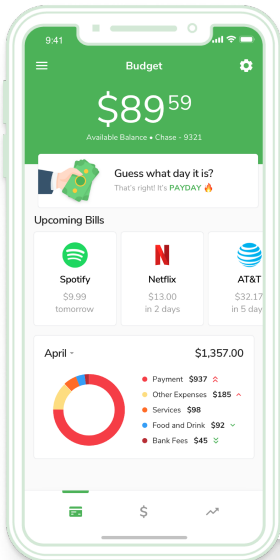 9:41
Budget
$89 59
Available Balance • Chase - 9321
Guess what day it is?
That's right! It's PAYDAY 🔥
Upcoming Bills
Spotify
$9.99
tomorrow
N
Netflix
$13.00
in 2 days
AT&T
$32.17
in 5 day
April
$1,357.00
Payment $937
Other Expenses $185
Services $98
Food and Drink $92
Bank Fees $45
$